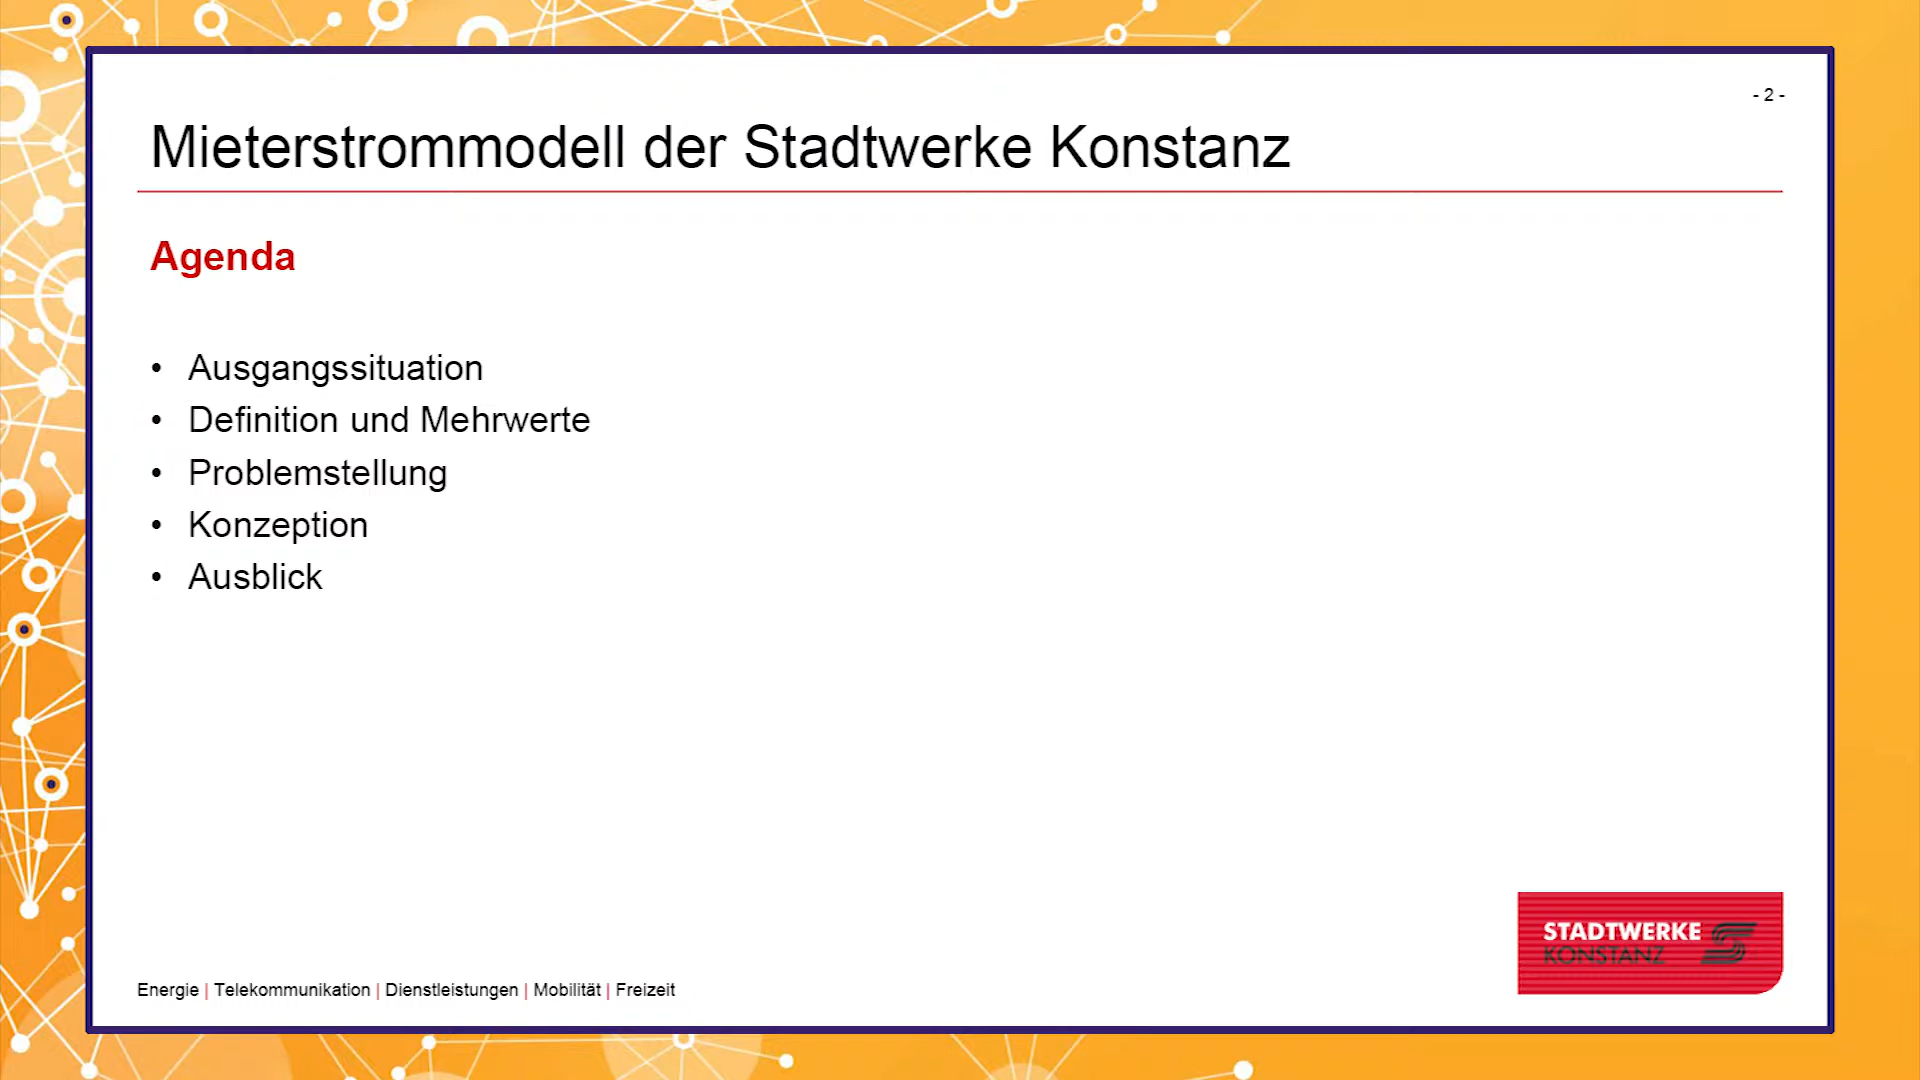 - 2 -
Mieterstrommodell der Stadtwerke Konstanz
Agenda
• Ausgangssituation
• Definition und Mehrwerte
• Problemstellung
• Konzeption
• Ausblick
STADTWERKE
KONSTANZ
Energie | Telekommunikation | Dienstleistungen | Mobilität | Freizeit